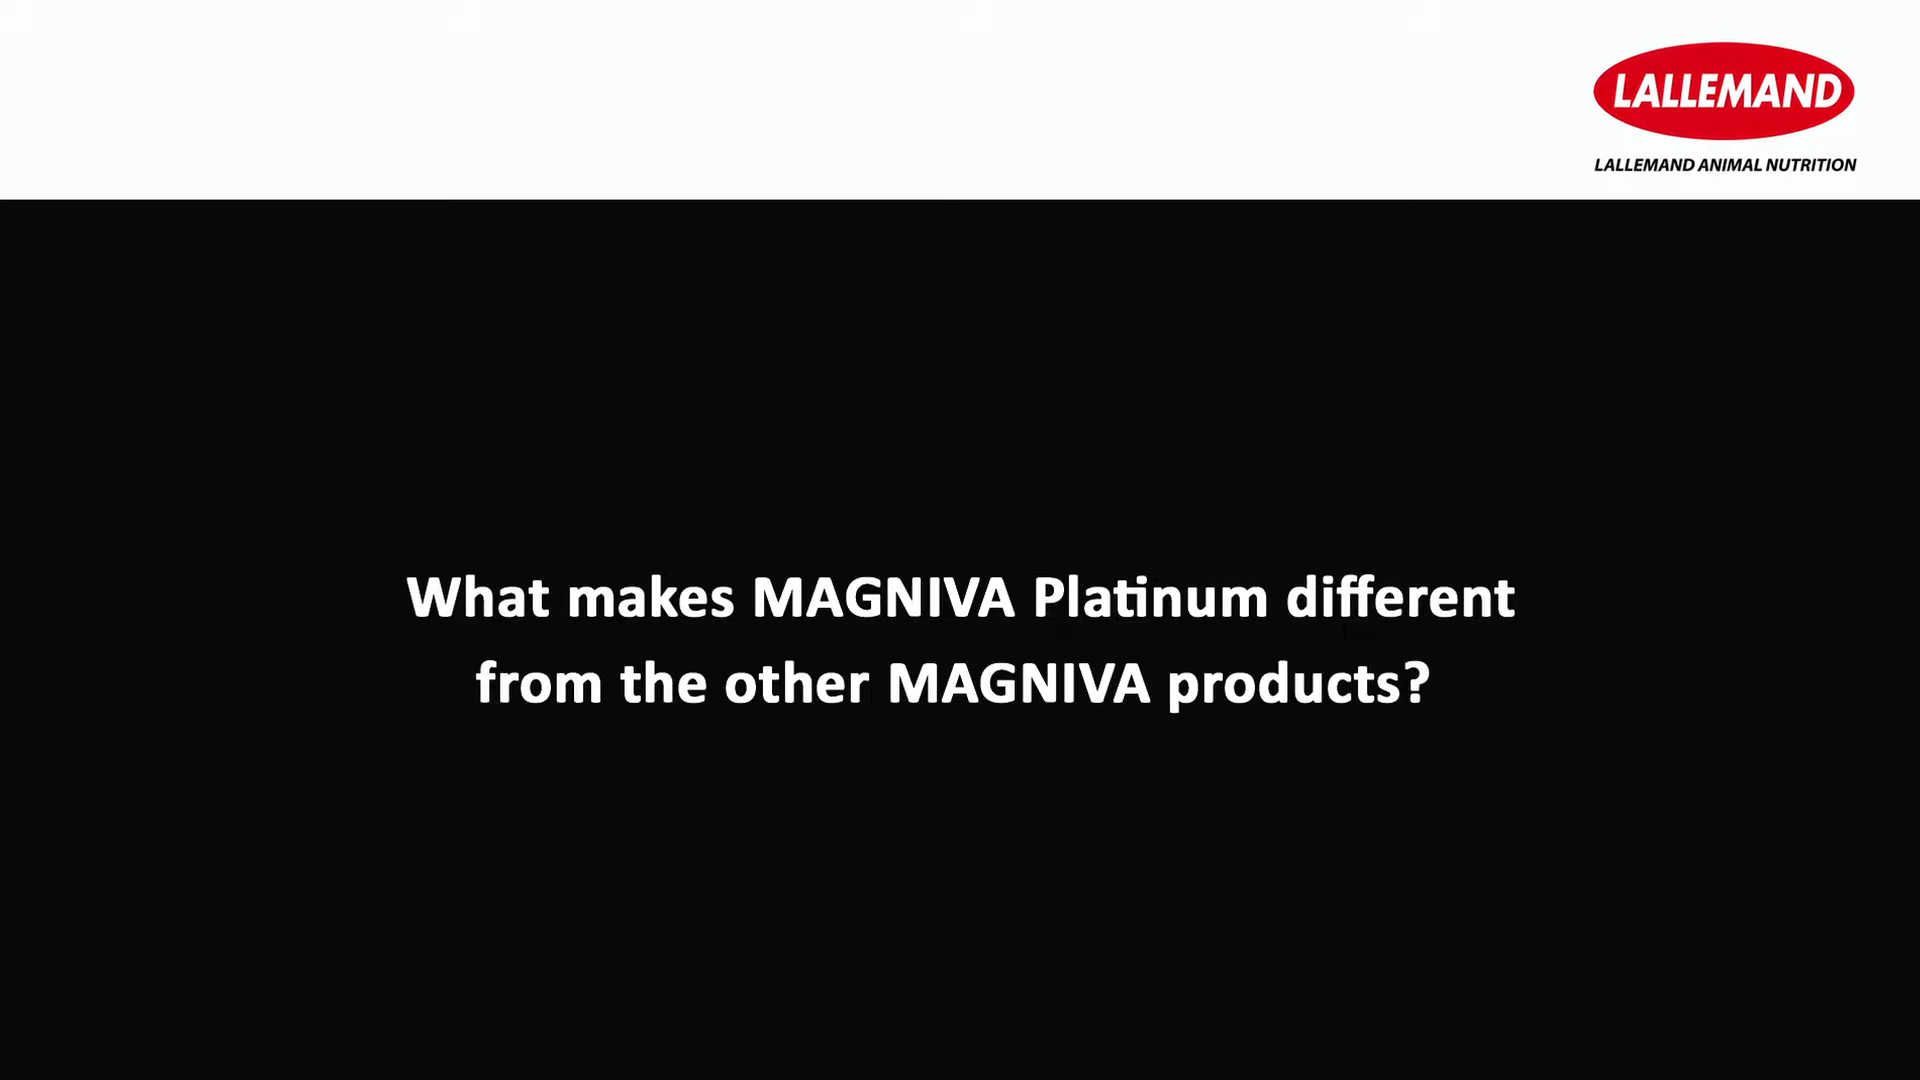 LALLEMAND
LALLEMAND ANIMAL NUTRITION
What makes MAGNIVA Platinum different
from the other MAGNIVA products?